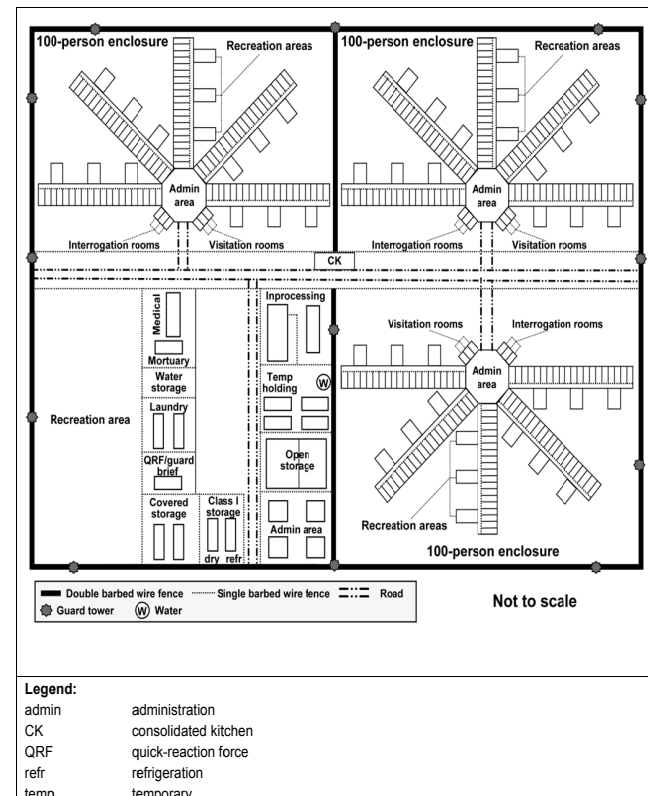 100-person enclosure
Recreation areas
Admin
area
Interrogation rooms
Visitation rooms
100-person enclosure
Recreation areas
Admin
area
Interrogation rooms
Visitation rooms
CK
Medical
Mortuary
Water
storage
Laundry
QRF/guard
brief
Covered
storage
Class I
storage
dry refr
Recreation area
Inprocessing
Temp
holding
W
Open
storage
Admin area
Visitation rooms
Interrogation rooms
Admin
area
Recreation areas
100-person enclosure
Double barbed wire fence
Single barbed wire fence
Road
Guard tower
W Water
Not to scale
Legend:
admin administration
CK consolidated kitchen
QRF quick-reaction force
refr refrigeration
temp temporary